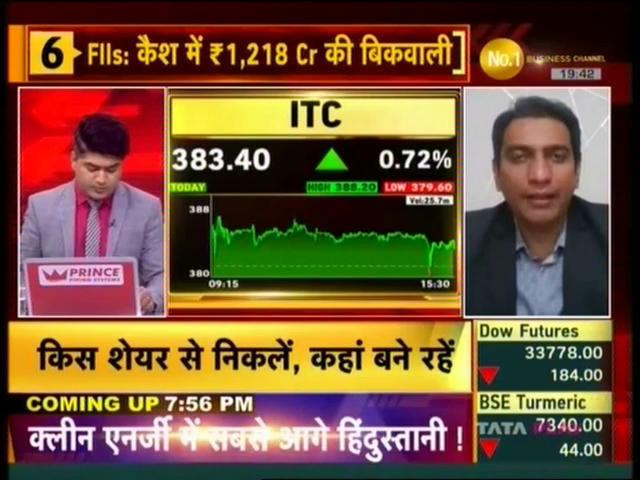 6 FIIs: कैश में ₹1,218 Cr की बिकवाली
No.1 BUSINESS CHANNEL
19:42
ITC
383.40 0.72%
TODAY HIGH 388.20 LOW 379.60
Vol:25.7m
388
380
09:15 15:30
PRINCE
PIPING SYSTEMS
किस शेयर से निकलें, कहां बने रहें
Dow Futures
33778.00
184.00
COMING UP 7:56 PM
क्लीन एनर्जी में सबसे आगे हिंदुस्तानी !
BSE Turmeric
7340.00
44.00
TATA